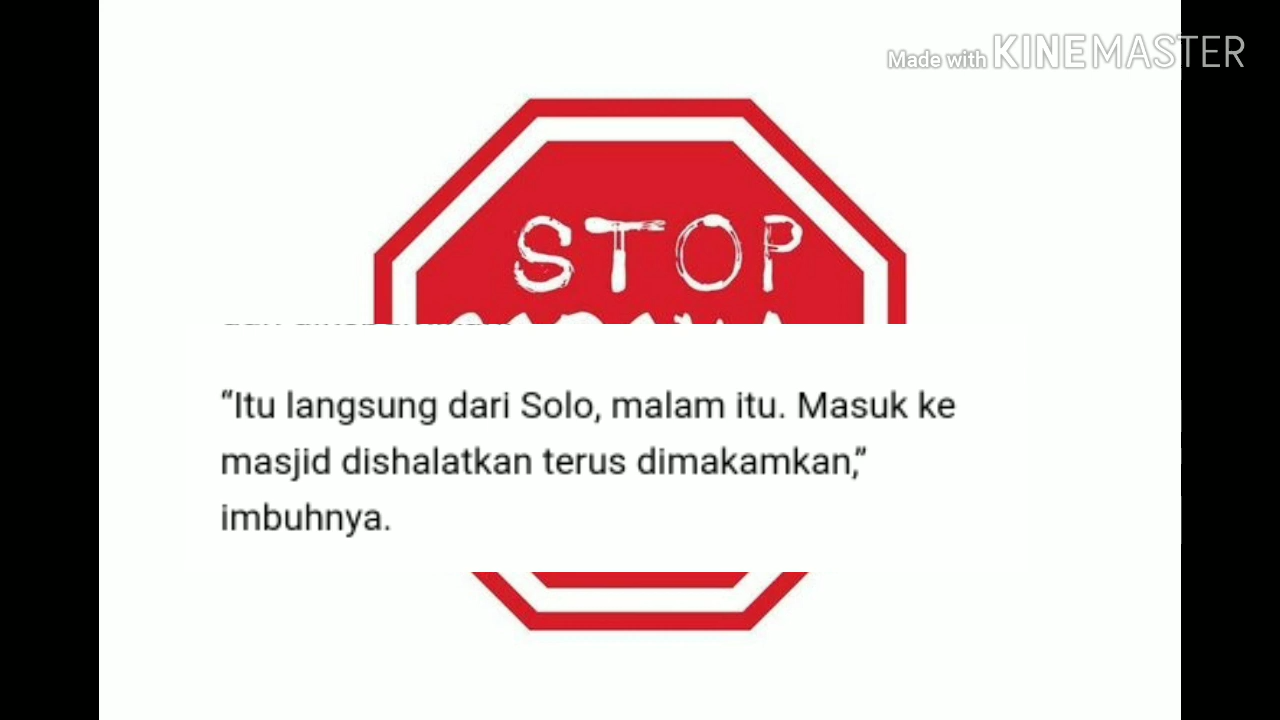 Made with KINEMASTER
STOP
“Itu langsung dari Solo, malam itu. Masuk ke
masjid dishalatkan terus dimakamkan,”
imbuhnya.